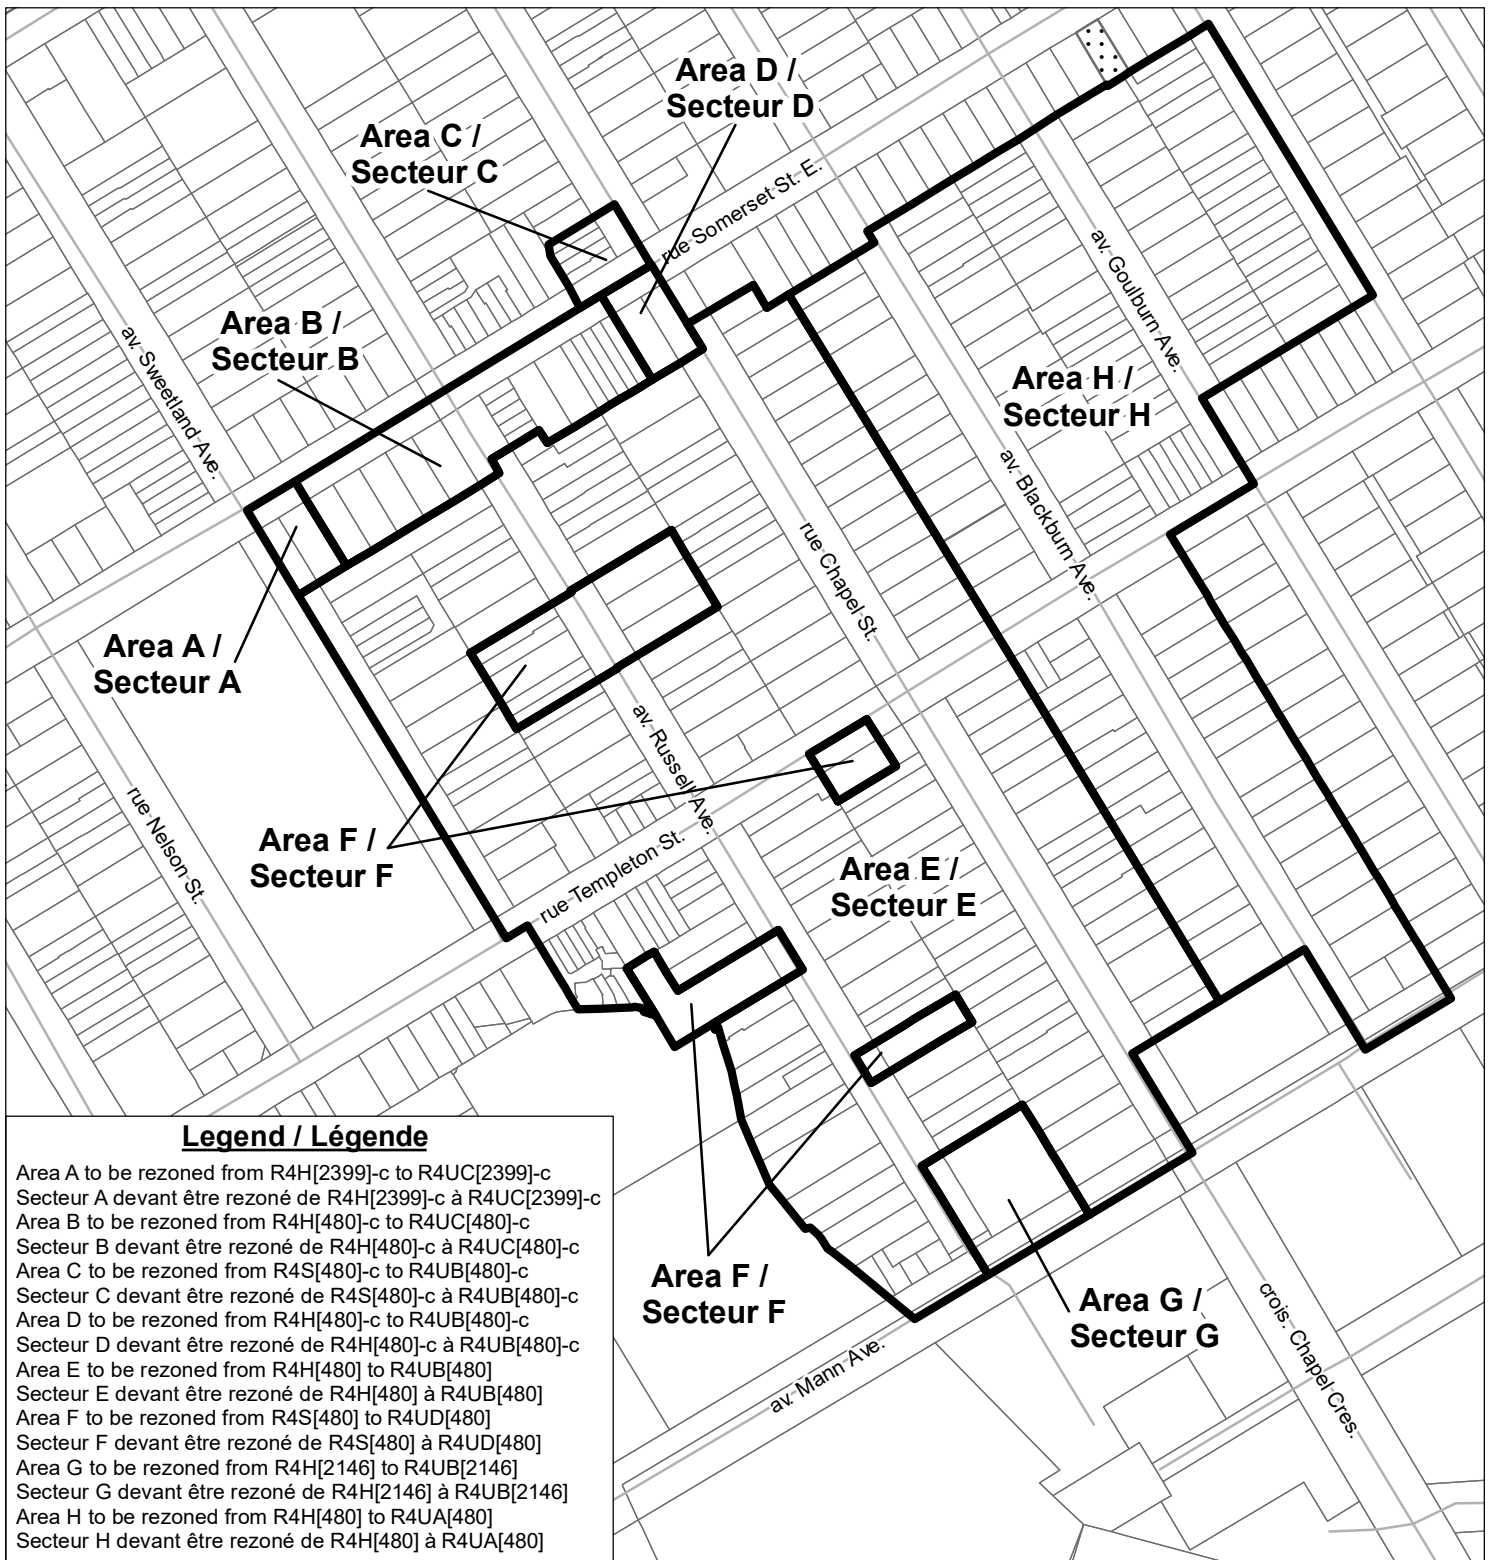 Area D /
Secteur D
Area C /
Secteur C
rue Somerset St. E.
av. Goulburn Ave.
Area B /
Secteur B
av. Sweetland Ave.
Area H /
Secteur H
av. Blackburn Ave.
rue Chapel St.
Area A /
Secteur A
av. Russell Ave.
rue Nelson St.
Area F /
Secteur F
rue Templeton St.
Area E /
Secteur E
Area F /
Secteur F
Area G /
Secteur G
av. Mann Ave.
crois. Chapel Cres.
Legend / Légende
Area A to be rezoned from R4H[2399]-c to R4UC[2399]-c
Secteur A devant être rezoné de R4H[2399]-c à R4UC[2399]-c
Area B to be rezoned from R4H[480]-c to R4UC[480]-c
Secteur B devant être rezoné de R4H[480]-c à R4UC[480]-c
Area C to be rezoned from R4S[480]-c to R4UB[480]-c
Secteur C devant être rezoné de R4S[480]-c à R4UB[480]-c
Area D to be rezoned from R4H[480]-c to R4UB[480]-c
Secteur D devant être rezoné de R4H[480]-c à R4UB[480]-c
Area E to be rezoned from R4H[480] to R4UB[480]
Secteur E devant être rezoné de R4H[480] à R4UB[480]
Area F to be rezoned from R4S[480] to R4UD[480]
Secteur F devant être rezoné de R4S[480] à R4UD[480]
Area G to be rezoned from R4H[2146] to R4UB[2146]
Secteur G devant être rezoné de R4H[2146] à R4UB[2146]
Area H to be rezoned from R4H[480] to R4UA[480]
Secteur H devant être rezoné de R4H[480] à R4UA[480]